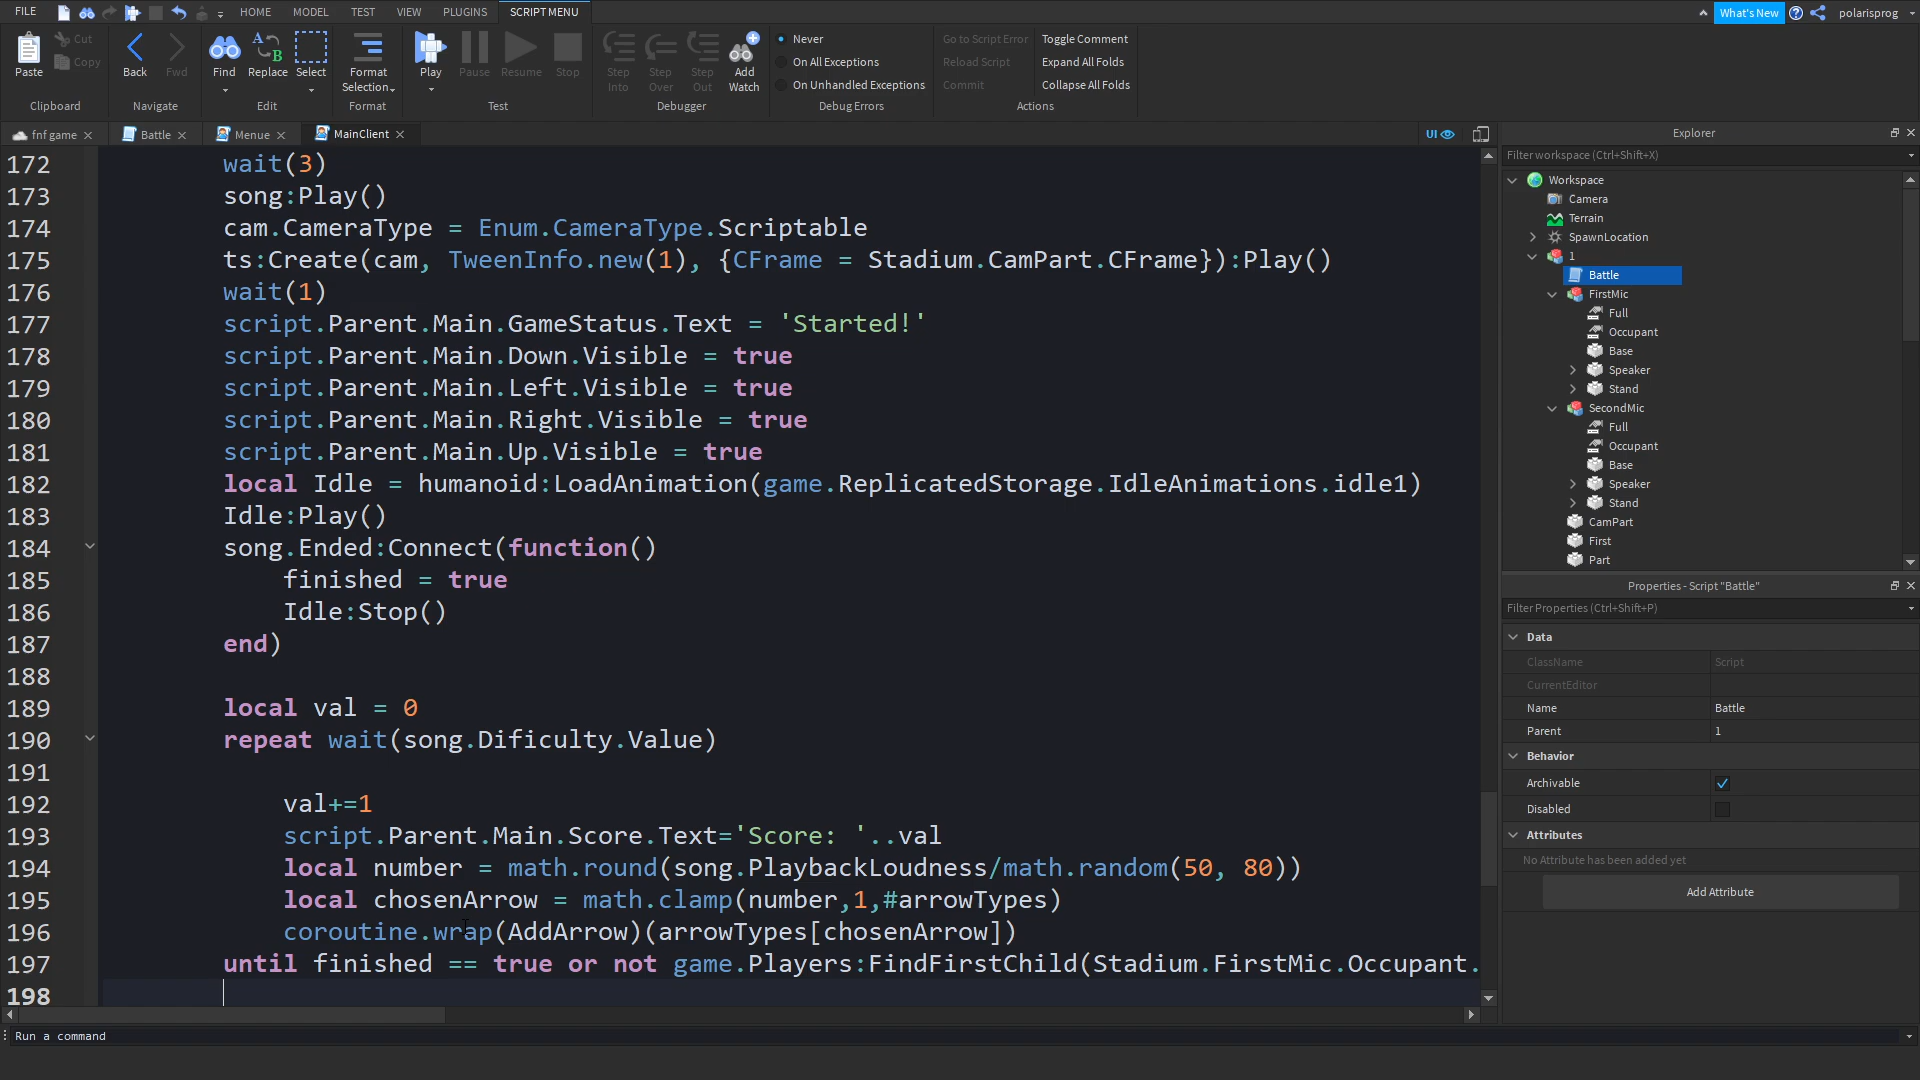 FILE HOME MODEL TEST VIEW PLUGINS SCRIPT MENU What's New polarisprog
Paste Cut Copy
Clipboard
Back Fwd
Navigate
Find Replace Select
Edit
Format Selection
Format
Play Pause Resume Stop
Test
Step Into Step Over Step Out Add Watch
Debugger
Never
On All Exceptions
On Unhandled Exceptions
Debug Errors
Go to Script Error Toggle Comment
Reload Script Expand All Folds
Commit Collapse All Folds
Actions
fnf game Battle Menue MainClient UI
172 wait(3)
173 song:Play()
174 cam.CameraType = Enum.CameraType.Scriptable
175 ts:Create(cam, TweenInfo.new(1), {CFrame = Stadium.CamPart.CFrame}):Play()
176 wait(1)
177 script.Parent.Main.GameStatus.Text = 'Started!'
178 script.Parent.Main.Down.Visible = true
179 script.Parent.Main.Left.Visible = true
180 script.Parent.Main.Right.Visible = true
181 script.Parent.Main.Up.Visible = true
182 local Idle = humanoid:LoadAnimation(game.ReplicatedStorage.IdleAnimations.idle1)
183 Idle:Play()
184 song.Ended:Connect(function()
185 finished = true
186 Idle:Stop()
187 end)
188
189 local val = 0
190 repeat wait(song.Dificulty.Value)
191
192 val+=1
193 script.Parent.Main.Score.Text='Score: '..val
194 local number = math.round(song.PlaybackLoudness/math.random(50, 80))
195 local chosenArrow = math.clamp(number,1,#arrowTypes)
196 coroutine.wrap(AddArrow)(arrowTypes[chosenArrow])
197 until finished == true or not game.Players:FindFirstChild(Stadium.FirstMic.Occupant.
198
Run a command
Explorer
Filter workspace (Ctrl+Shift+X)
Workspace
Camera
Terrain
SpawnLocation
1
Battle
FirstMic
Full
Occupant
Base
Speaker
Stand
SecondMic
Full
Occupant
Base
Speaker
Stand
CamPart
First
Part
Properties - Script "Battle"
Filter Properties (Ctrl+Shift+P)
Data
ClassName Script
CurrentEditor
Name Battle
Parent 1
Behavior
Archivable
Disabled
Attributes
No Attribute has been added yet
Add Attribute